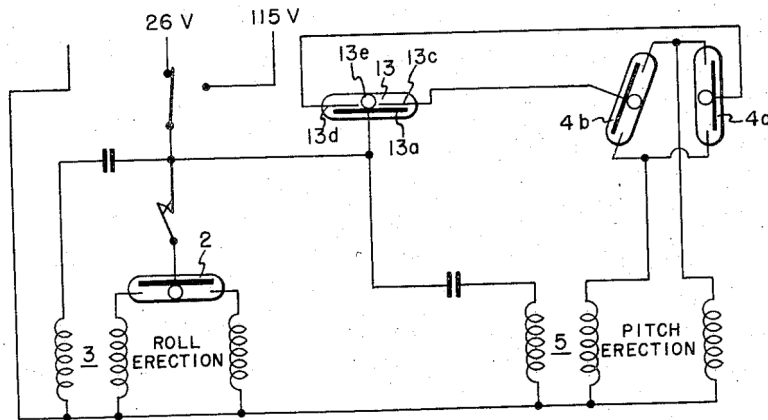 26 V
115 V
13e
13
13c
13d
13a
4b
4a
2
3
ROLL
ERECTION
5
PITCH
ERECTION